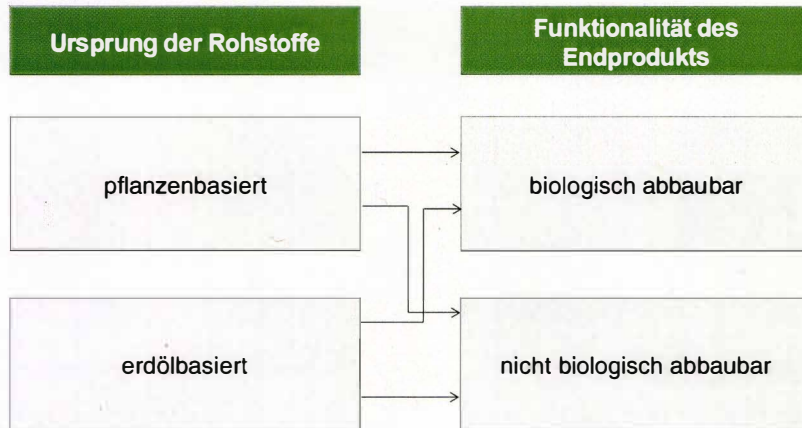 Ursprung der Rohstoffe
Funktionalität des
Endprodukts
pflanzenbasiert
biologisch abbaubar
erdölbasiert
nicht biologisch abbaubar